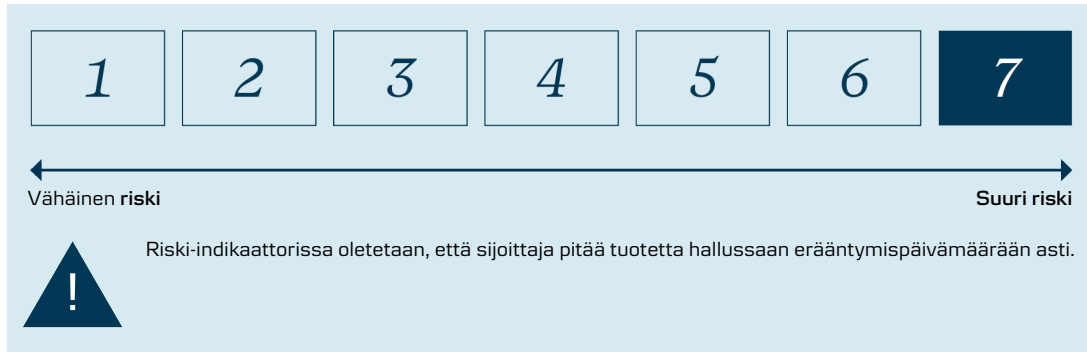 1 2 3 4 5 6 7
Vähäinen riski Suuri riski
Riski-indikaattorissa oletetaan, että sijoittaja pitää tuotetta hallussaan erääntymispäivämäärään asti.
!